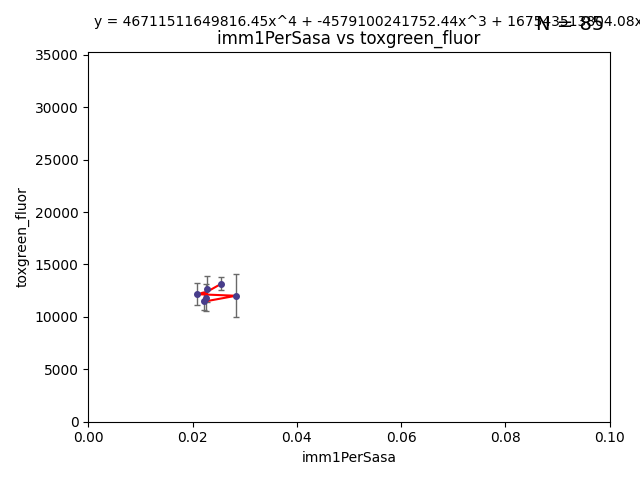 y = 46711511649816.45x^4 + -4579100241752.44x^3 +
N = 85
imm1PerSasa vs toxgreen_fluor
35000
30000
25000
20000
15000
10000
5000
0
toxgreen_fluor
0.00 0.02 0.04 0.06 0.08 0.10
imm1PerSasa